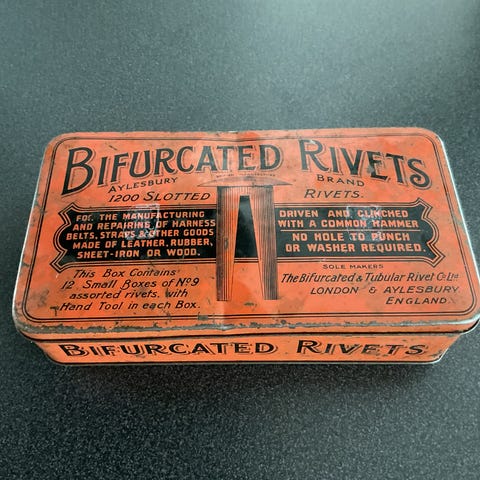 BIFURCATED RIVETS
AYLESBURY BRAND
1200 SLOTTED RIVETS.
FOR THE MANUFACTURING
AND REPAIRING OF HARNESS
BELTS, STRAPS & OTHER GOODS
MADE OF LEATHER, RUBBER,
SHEET-IRON OR WOOD.
DRIVEN AND CLINCHED
WITH A COMMON HAMMER
NO HOLE TO PUNCH
OR WASHER REQUIRED.
This Box Contains
12 Small Boxes of No9
assorted rivets, with
Hand Tool in each Box.
SOLE MAKERS
The Bifurcated & Tubular Rivet Co Ltd
LONDON & AYLESBURY.
ENGLAND.
BIFURCATED RIVETS.